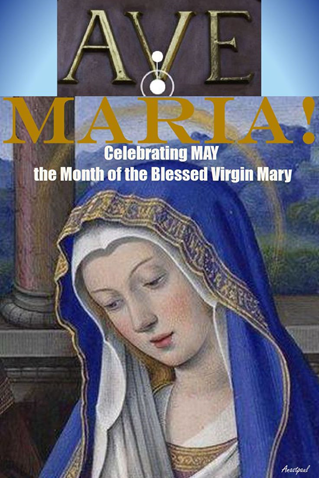 AVE
MARIA!
Celebrating MAY
the Month of the Blessed Virgin Mary
Anastpaul